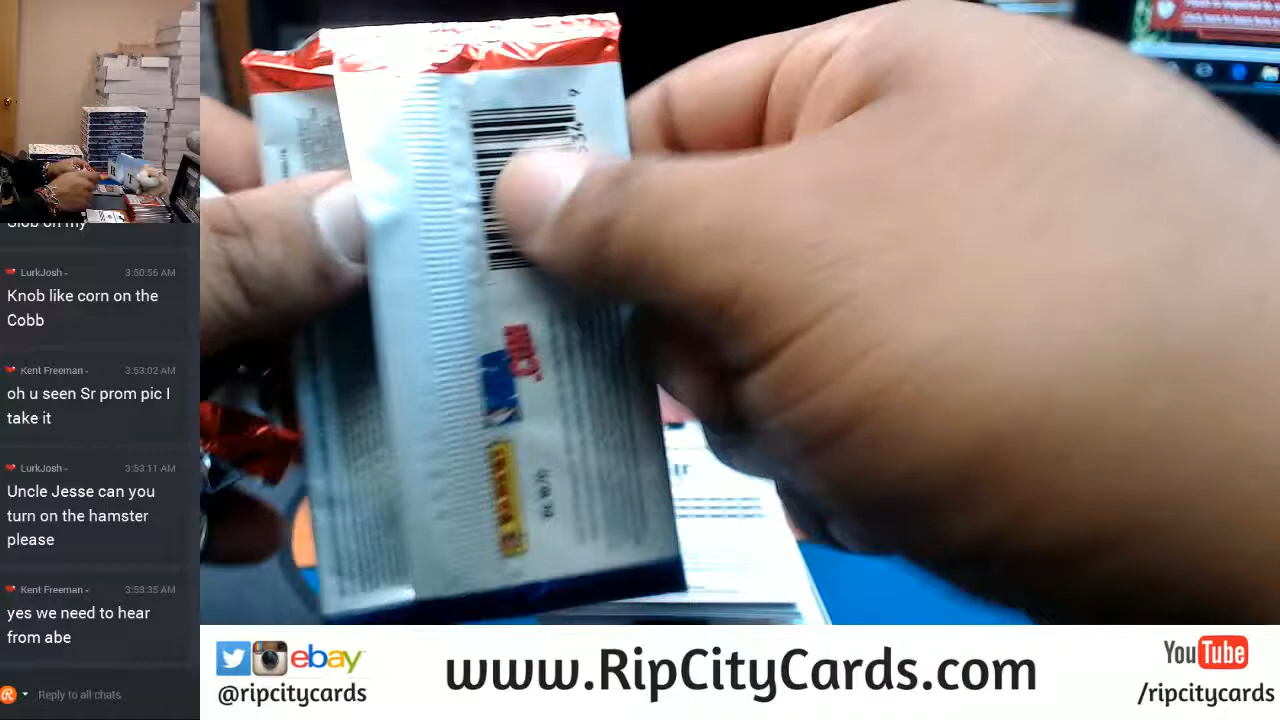 LurkJosh - 3:50:56 AM
Knob like corn on the
Cobb
Kent Freeman - 3:53:02 AM
oh u seen Sr prom pic I
take it
LurkJosh - 3:53:11 AM
Uncle Jesse can you
turn on the hamster
please
Kent Freeman - 3:53:35 AM
yes we need to hear
from abe
Reply to all chats
ebay
@ripcitycards
www.RipCityCards.com
YouTube
/ripcitycards